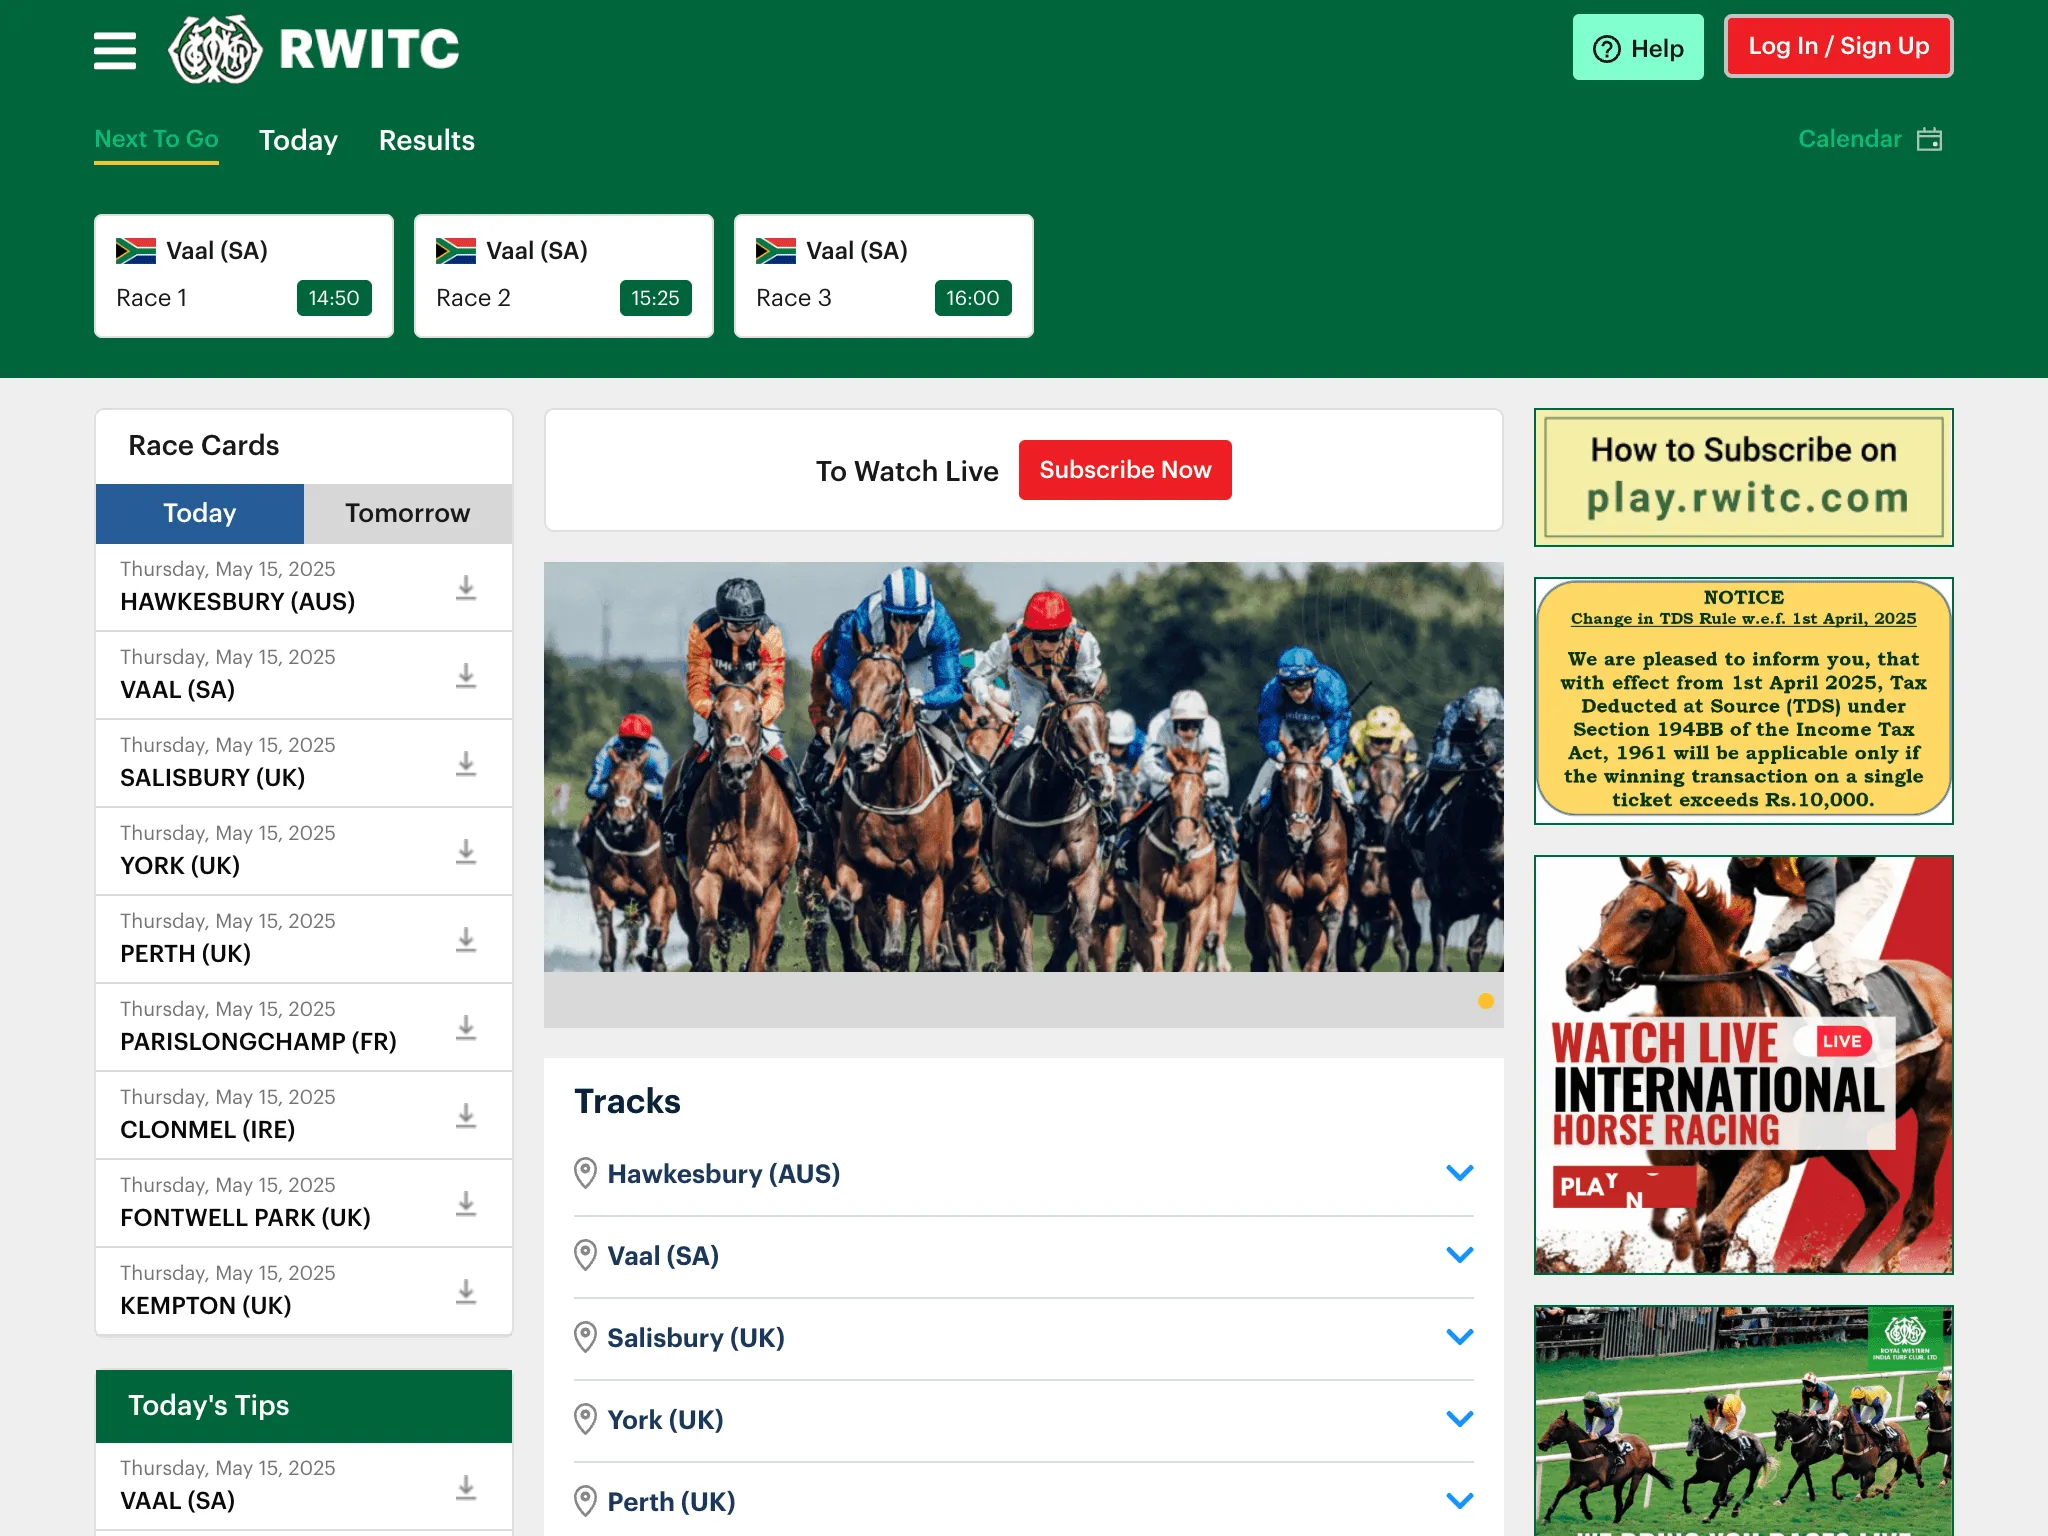 RWITC
Help
Log In / Sign Up
Next To Go
Today
Results
Calendar
Vaal (SA)
Race 1
14:50
Vaal (SA)
Race 2
15:25
Vaal (SA)
Race 3
16:00
Race Cards
Today
Tomorrow
Thursday, May 15, 2025
HAWKESBURY (AUS)
Thursday, May 15, 2025
VAAL (SA)
Thursday, May 15, 2025
SALISBURY (UK)
Thursday, May 15, 2025
YORK (UK)
Thursday, May 15, 2025
PERTH (UK)
Thursday, May 15, 2025
PARISLONGCHAMP (FR)
Thursday, May 15, 2025
CLONMEL (IRE)
Thursday, May 15, 2025
FONTWELL PARK (UK)
Thursday, May 15, 2025
KEMPTON (UK)
Today's Tips
Thursday, May 15, 2025
VAAL (SA)
To Watch Live
Subscribe Now
Tracks
Hawkesbury (AUS)
Vaal (SA)
Salisbury (UK)
York (UK)
Perth (UK)
How to Subscribe on
play.rwitc.com
NOTICE
Change in TDS Rule w.e.f. 1st April, 2025
We are pleased to inform you, that
with effect from 1st April 2025, Tax
Deducted at Source (TDS) under
Section 194BB of the Income Tax
Act, 1961 will be applicable only if
the winning transaction on a single
ticket exceeds Rs.10,000.
WATCH LIVE
LIVE
INTERNATIONAL
HORSE RACING
PLAY
N
ROYAL WESTERN
INDIA TURF CLUB, LTD